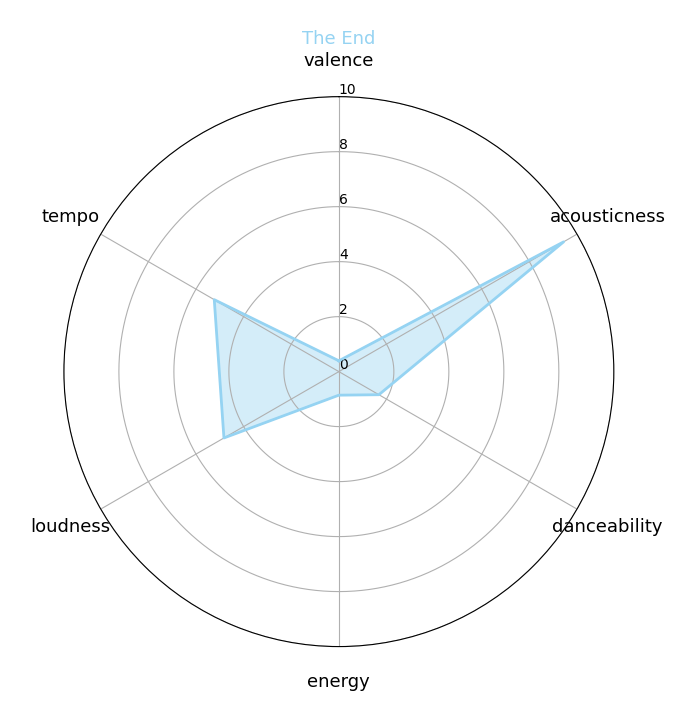 The End
valence
10
8
tempo
acousticness
6
4
2
0
loudness
danceability
energy